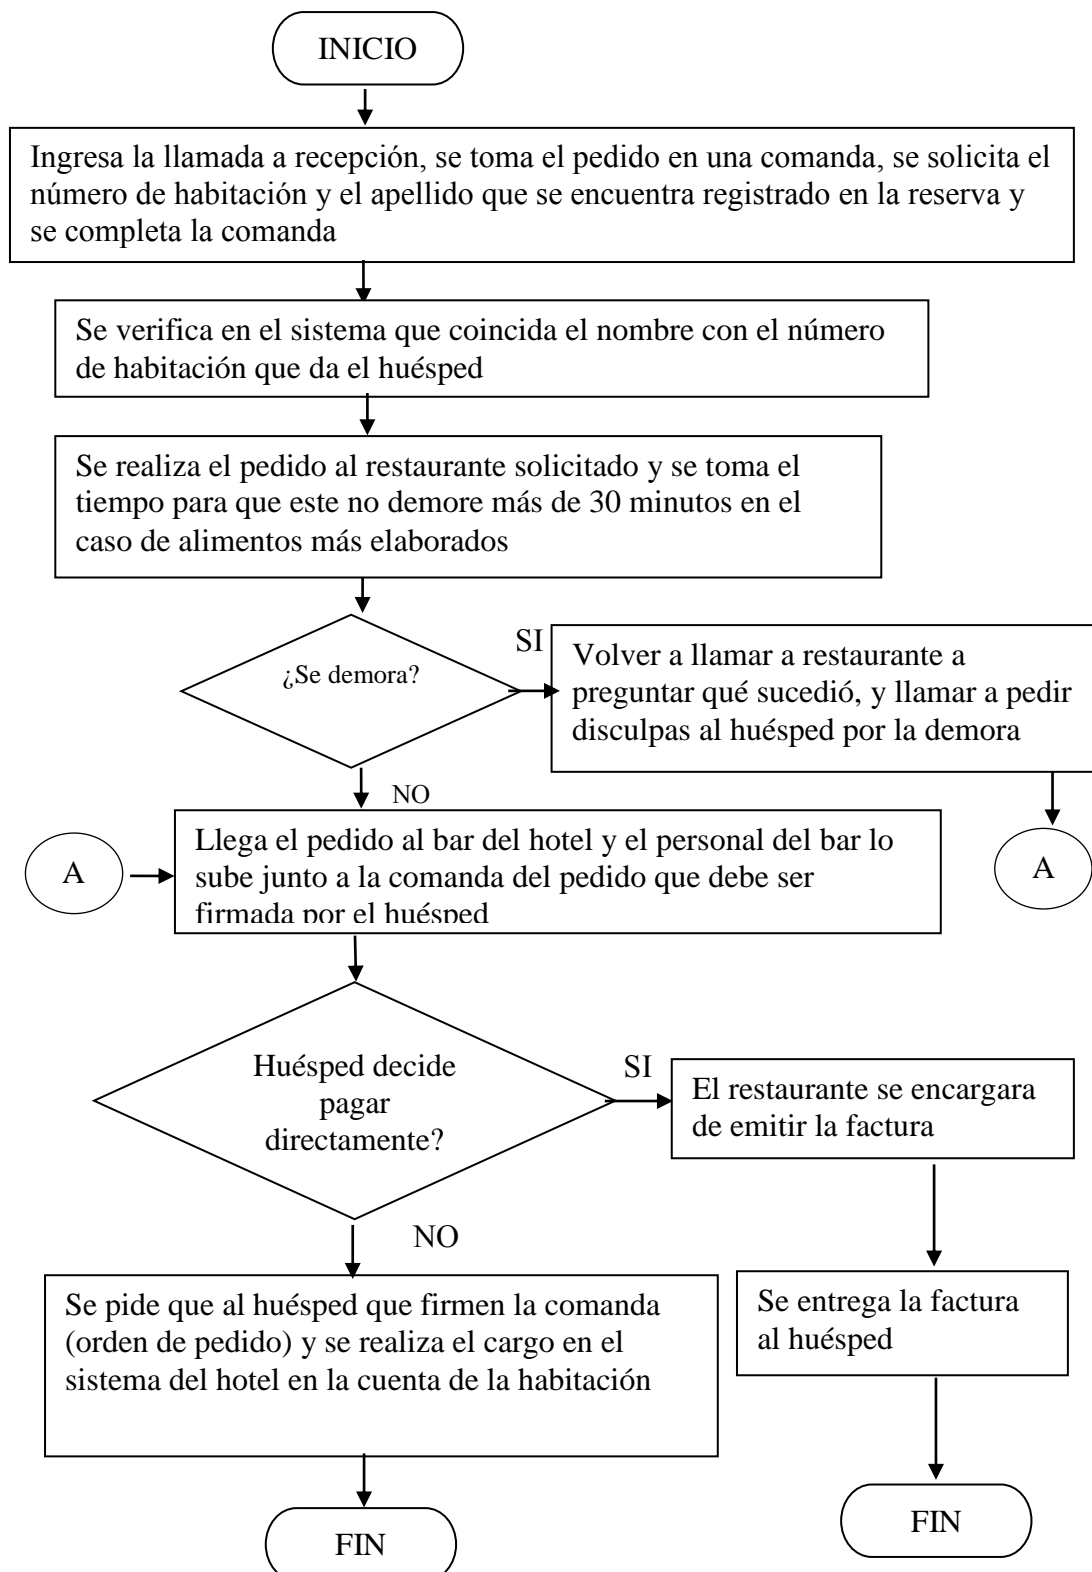 INICIO
Ingresa la llamada a recepción, se toma el pedido en una comanda, se solicita el
número de habitación y el apellido que se encuentra registrado en la reserva y
se completa la comanda
Se verifica en el sistema que coincida el nombre con el número
de habitación que da el huésped
Se realiza el pedido al restaurante solicitado y se toma el
tiempo para que este no demore más de 30 minutos en el
caso de alimentos más elaborados
¿Se demora?
SI
Volver a llamar a restaurante a
preguntar qué sucedió, y llamar a pedir
disculpas al huésped por la demora
NO
A
Llega el pedido al bar del hotel y el personal del bar lo
sube junto a la comanda del pedido que debe ser
firmada por el huésped
A
Huésped decide
pagar
directamente?
SI
El restaurante se encargara
de emitir la factura
NO
Se pide que al huésped que firmen la comanda
(orden de pedido) y se realiza el cargo en el
sistema del hotel en la cuenta de la habitación
Se entrega la factura
al huésped
FIN
FIN